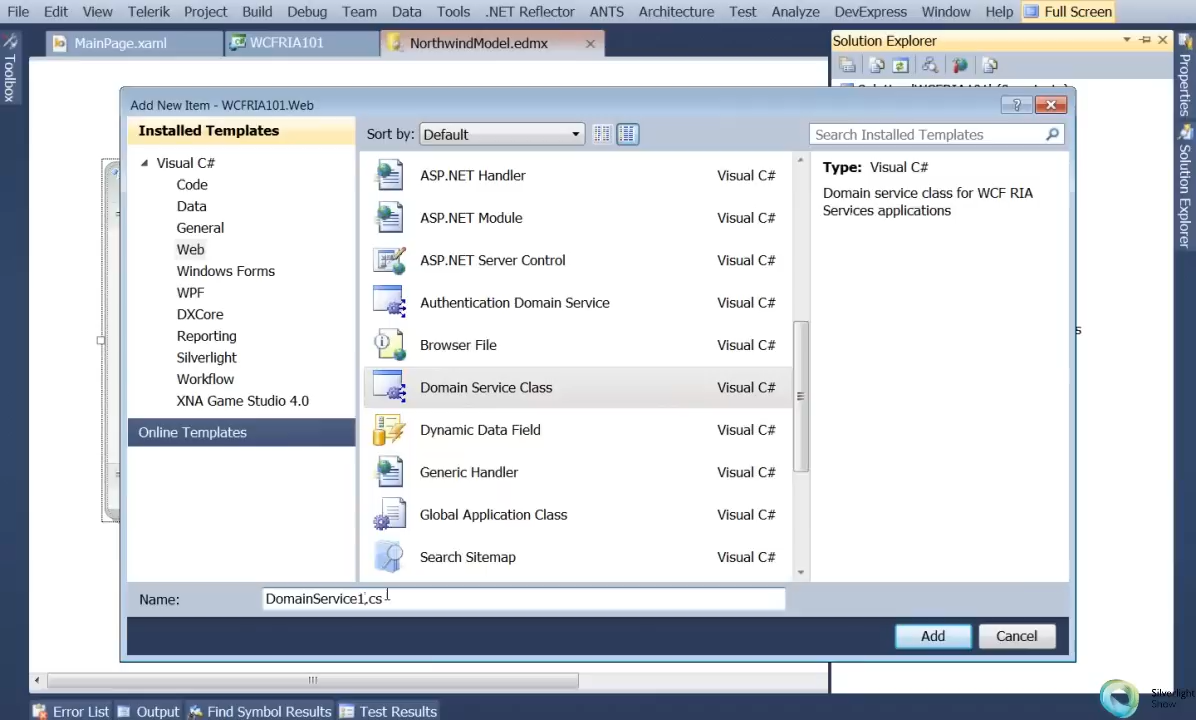 File Edit View Telerik Project Build Debug Team Data Tools .NET Reflector ANTS Architecture Test Analyze DevExpress Window Help Full Screen
MainPage.xaml WCFRIA101 NorthwindModel.edmx
Solution Explorer
Toolbox
Properties
Solution Explorer
Add New Item - WCFRIA101.Web
Installed Templates
Sort by: Default
Search Installed Templates
Visual C#
Code
Data
General
Web
Windows Forms
WPF
DXCore
Reporting
Silverlight
Workflow
XNA Game Studio 4.0
Online Templates
ASP.NET Handler Visual C#
ASP.NET Module Visual C#
ASP.NET Server Control Visual C#
Authentication Domain Service Visual C#
Browser File Visual C#
Domain Service Class Visual C#
Dynamic Data Field Visual C#
Generic Handler Visual C#
Global Application Class Visual C#
Search Sitemap Visual C#
Type: Visual C#
Domain service class for WCF RIA
Services applications
Name: DomainService1.cs
Add Cancel
Error List Output Find Symbol Results Test Results
Silverlight
Show